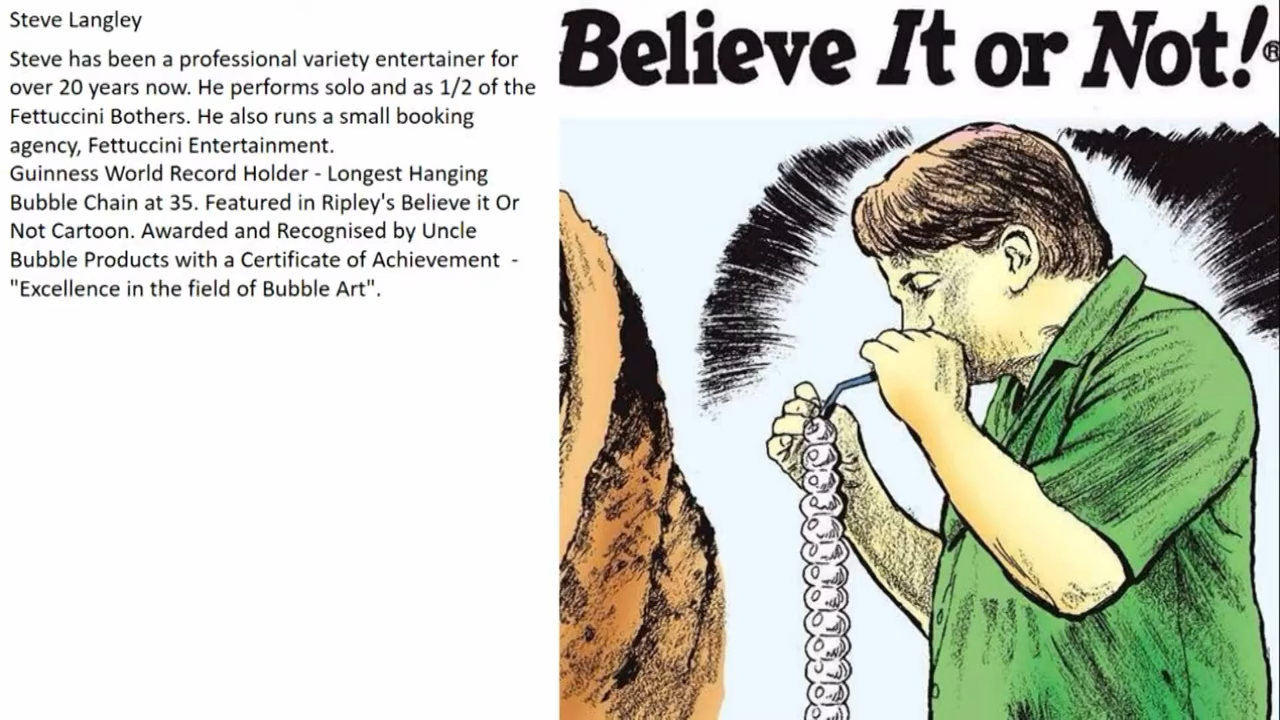 Steve Langley
Steve has been a professional variety entertainer for
over 20 years now. He performs solo and as 1/2 of the
Fettuccini Bothers. He also runs a small booking
agency, Fettuccini Entertainment.
Guinness World Record Holder - Longest Hanging
Bubble Chain at 35. Featured in Ripley's Believe it Or
Not Cartoon. Awarded and Recognised by Uncle
Bubble Products with a Certificate of Achievement -
"Excellence in the field of Bubble Art".
Believe It or Not!®